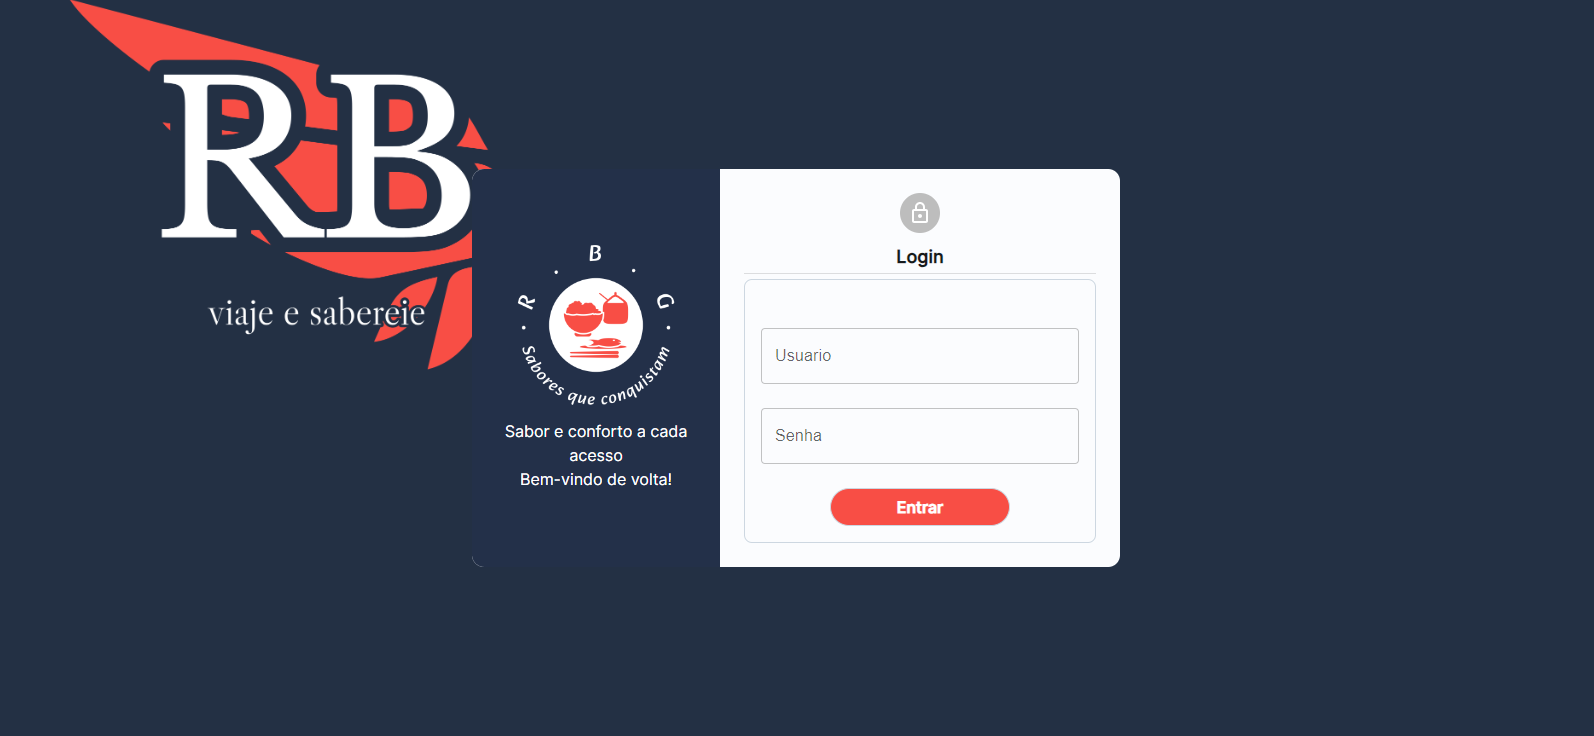 RB
viaje e sabereie
R · B · G
Sabores que conquistam
Sabor e conforto a cada
acesso
Bem-vindo de volta!
Login
Usuario
Senha
Entrar